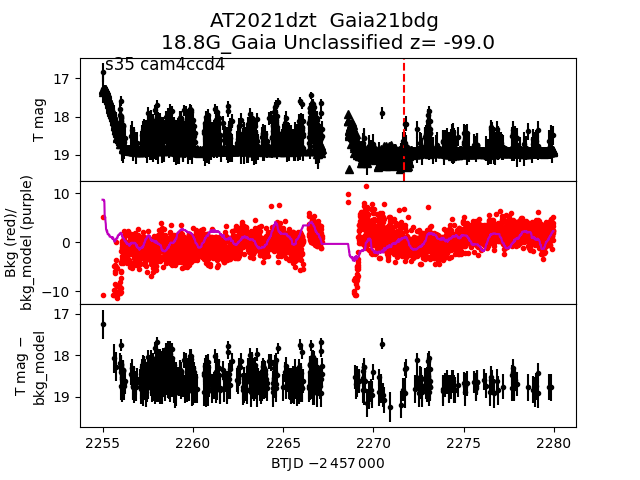 AT2021dzt  Gaia21bdg
18.8G_Gaia Unclassified z= -99.0
s35 cam4ccd4
T mag
17
18
19
Bkg (red)/
bkg_model (purple)
10
0
−10
T mag −
bkg_model
17
18
19
2255 2260 2265 2270 2275 2280
BTJD −2 457 000